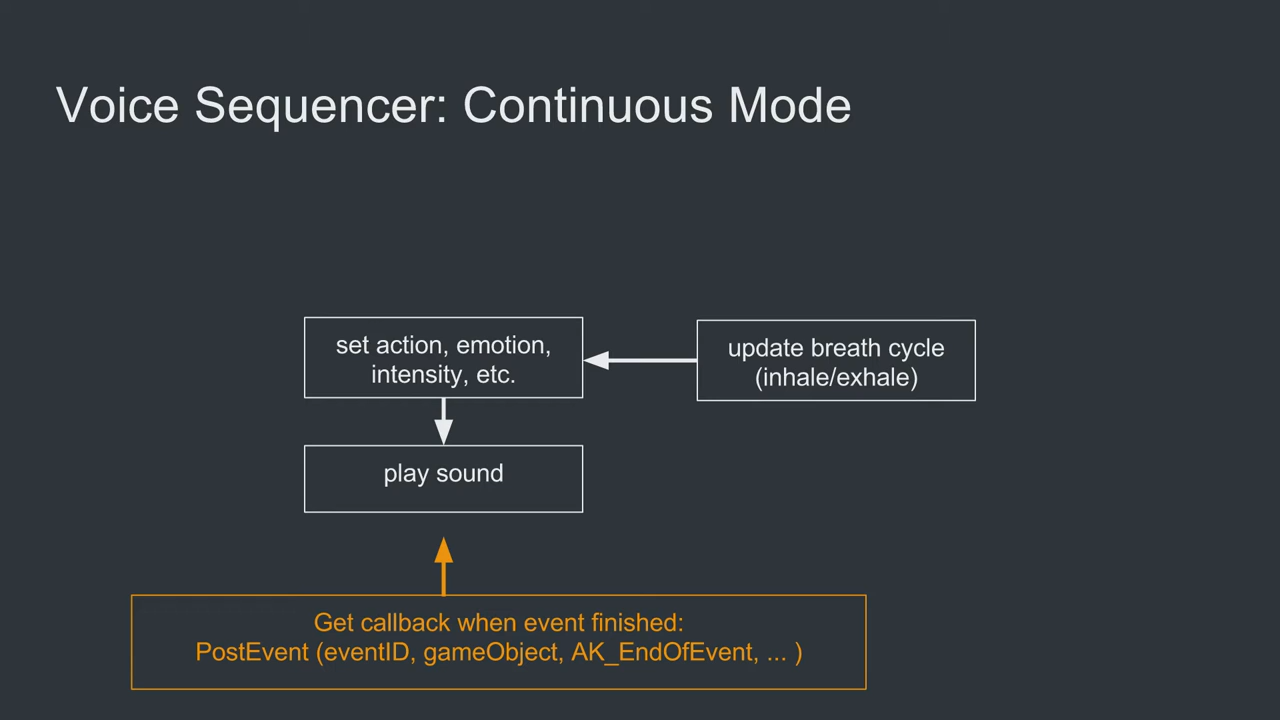 Voice Sequencer: Continuous Mode
set action, emotion,
intensity, etc.
update breath cycle
(inhale/exhale)
play sound
Get callback when event finished:
PostEvent (eventID, gameObject, AK_EndOfEvent, ... )